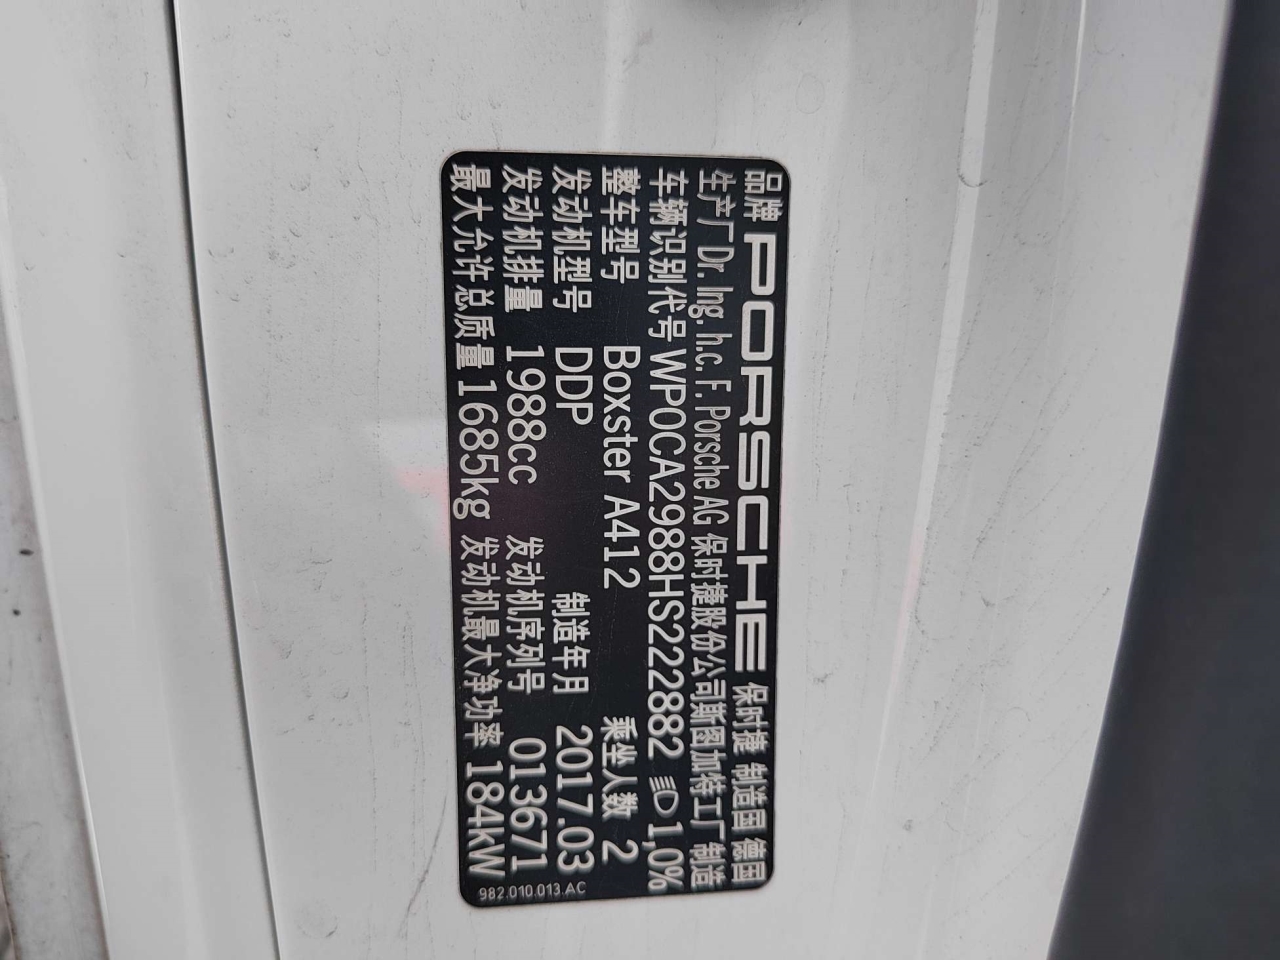 品牌 PORSCHE 保时捷 制造国 德国
生产厂 Dr. Ing. h.c. F. Porsche AG 保时捷股份公司斯图加特工厂制造
车辆识别代号 WP0CA2988HS222882 1,0%
整车型号 Boxster A412 乘坐人数 2
发动机型号 DDP 制造年月 2017.03
发动机排量 1988cc 发动机序列号 013671
最大允许总质量 1685kg 发动机最大净功率 184kW
982.010.013.AC